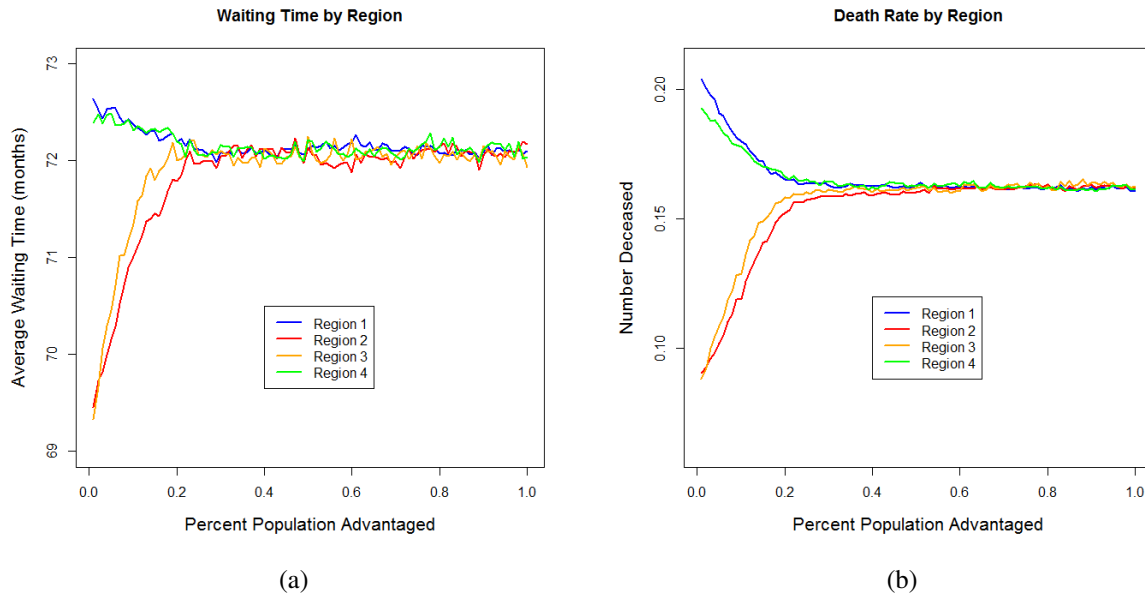 Waiting Time by Region
Average Waiting Time (months)
73
72
71
70
69
Region 1
Region 2
Region 3
Region 4
0.0 0.2 0.4 0.6 0.8 1.0
Percent Population Advantaged
(a)
Death Rate by Region
Number Deceased
0.20
0.15
0.10
Region 1
Region 2
Region 3
Region 4
0.0 0.2 0.4 0.6 0.8 1.0
Percent Population Advantaged
(b)